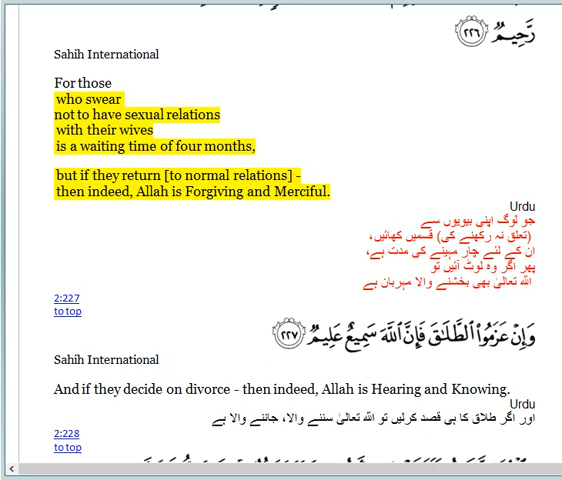 رَّحِيمٌ ٢٢٦
Sahih International
For those
who swear
not to have sexual relations
with their wives
is a waiting time of four months,
but if they return [to normal relations] -
then indeed, Allah is Forgiving and Merciful.
Urdu
جو لوگ اپنی بیویوں سے
(تعلق نہ رکھنے کی) قسمیں کھائیں،
ان کے لئے چار مہینے کی مدت ہے،
پھر اگر وه لوٹ آئیں تو
اللہ تعالیٰ بھی بخشنے والا مہربان ہے
2:227
to top
وَإِنْ عَزَمُوا۟ ٱلطَّلَـٰقَ فَإِنَّ ٱللَّهَ سَمِيعٌ عَلِيمٌ ٢٢٧
Sahih International
And if they decide on divorce - then indeed, Allah is Hearing and Knowing.
Urdu
اور اگر طلاق کا ہی قصد کرلیں تو اللہ تعالیٰ سننے والا، جاننے والا ہے
2:228
to top